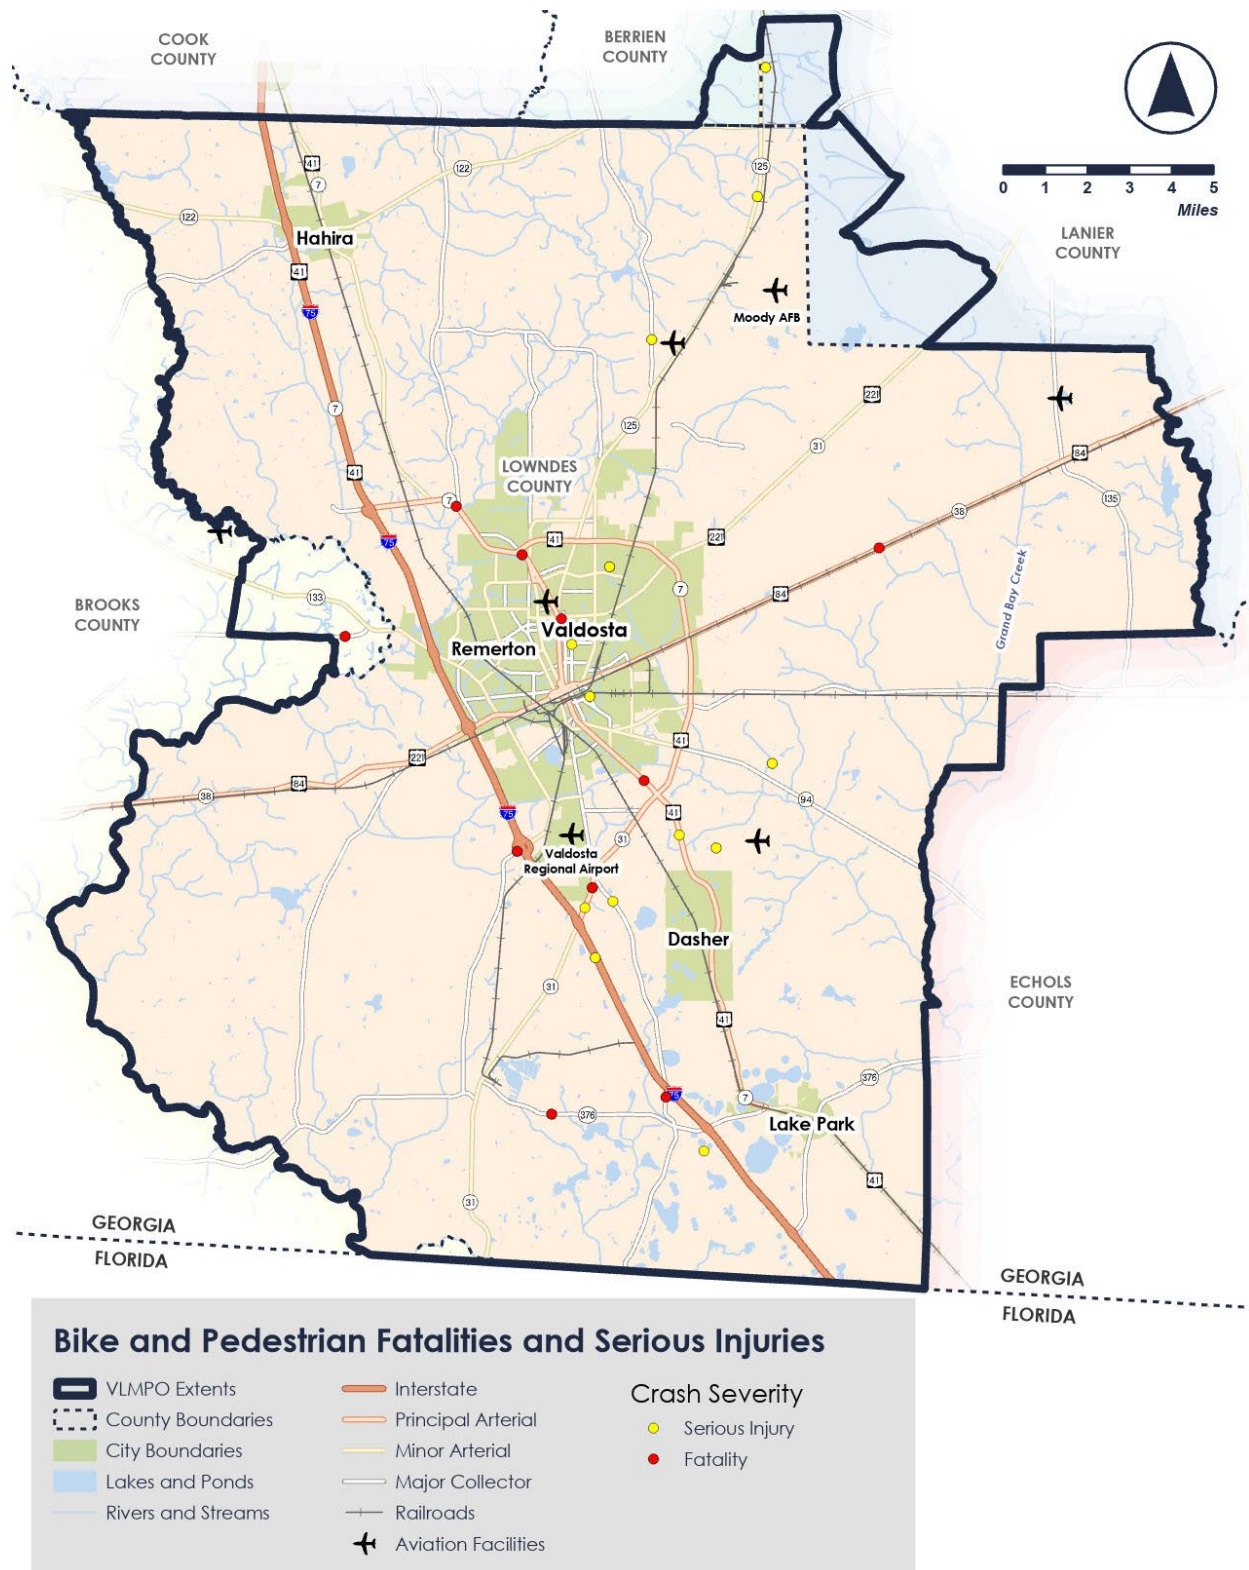 COOK
COUNTY
BERRIEN
COUNTY
0 1 2 3 4 5
Miles
LANIER
COUNTY
41
7
122
125
122
Hahira
41
75
Moody AFB
221
7
125
31
84
41
LOWNDES
COUNTY
7
135
38
41
221
75
84
7
133
BROOKS
COUNTY
Grand Bay Creek
Valdosta
Remerton
41
221
84
38
94
75
41
31
Valdosta
Regional Airport
Dasher
31
ECHOLS
COUNTY
41
376
75
7
376
Lake Park
41
31
GEORGIA
FLORIDA
GEORGIA
FLORIDA
Bike and Pedestrian Fatalities and Serious Injuries
VLMPO Extents
County Boundaries
City Boundaries
Lakes and Ponds
Rivers and Streams
Interstate
Principal Arterial
Minor Arterial
Major Collector
Railroads
Aviation Facilities
Crash Severity
Serious Injury
Fatality